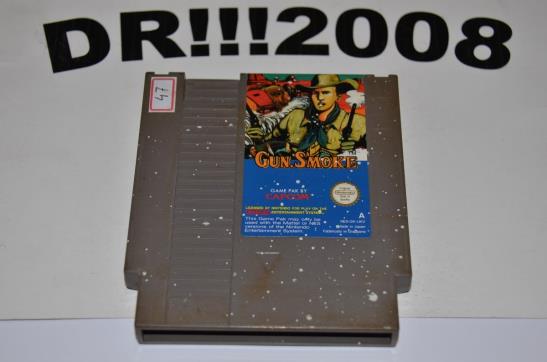 DR!!!2008
47
GUN.SMOKE
TM
GAME PAK BY
CAPCOM
LICENSED BY NINTENDO FOR PLAY ON THE
ENTERTAINMENT SYSTEM
This Game Pak may only be
used with the Mattel or NES
versions of the Nintendo
Entertainment System.
A
Made in Japan